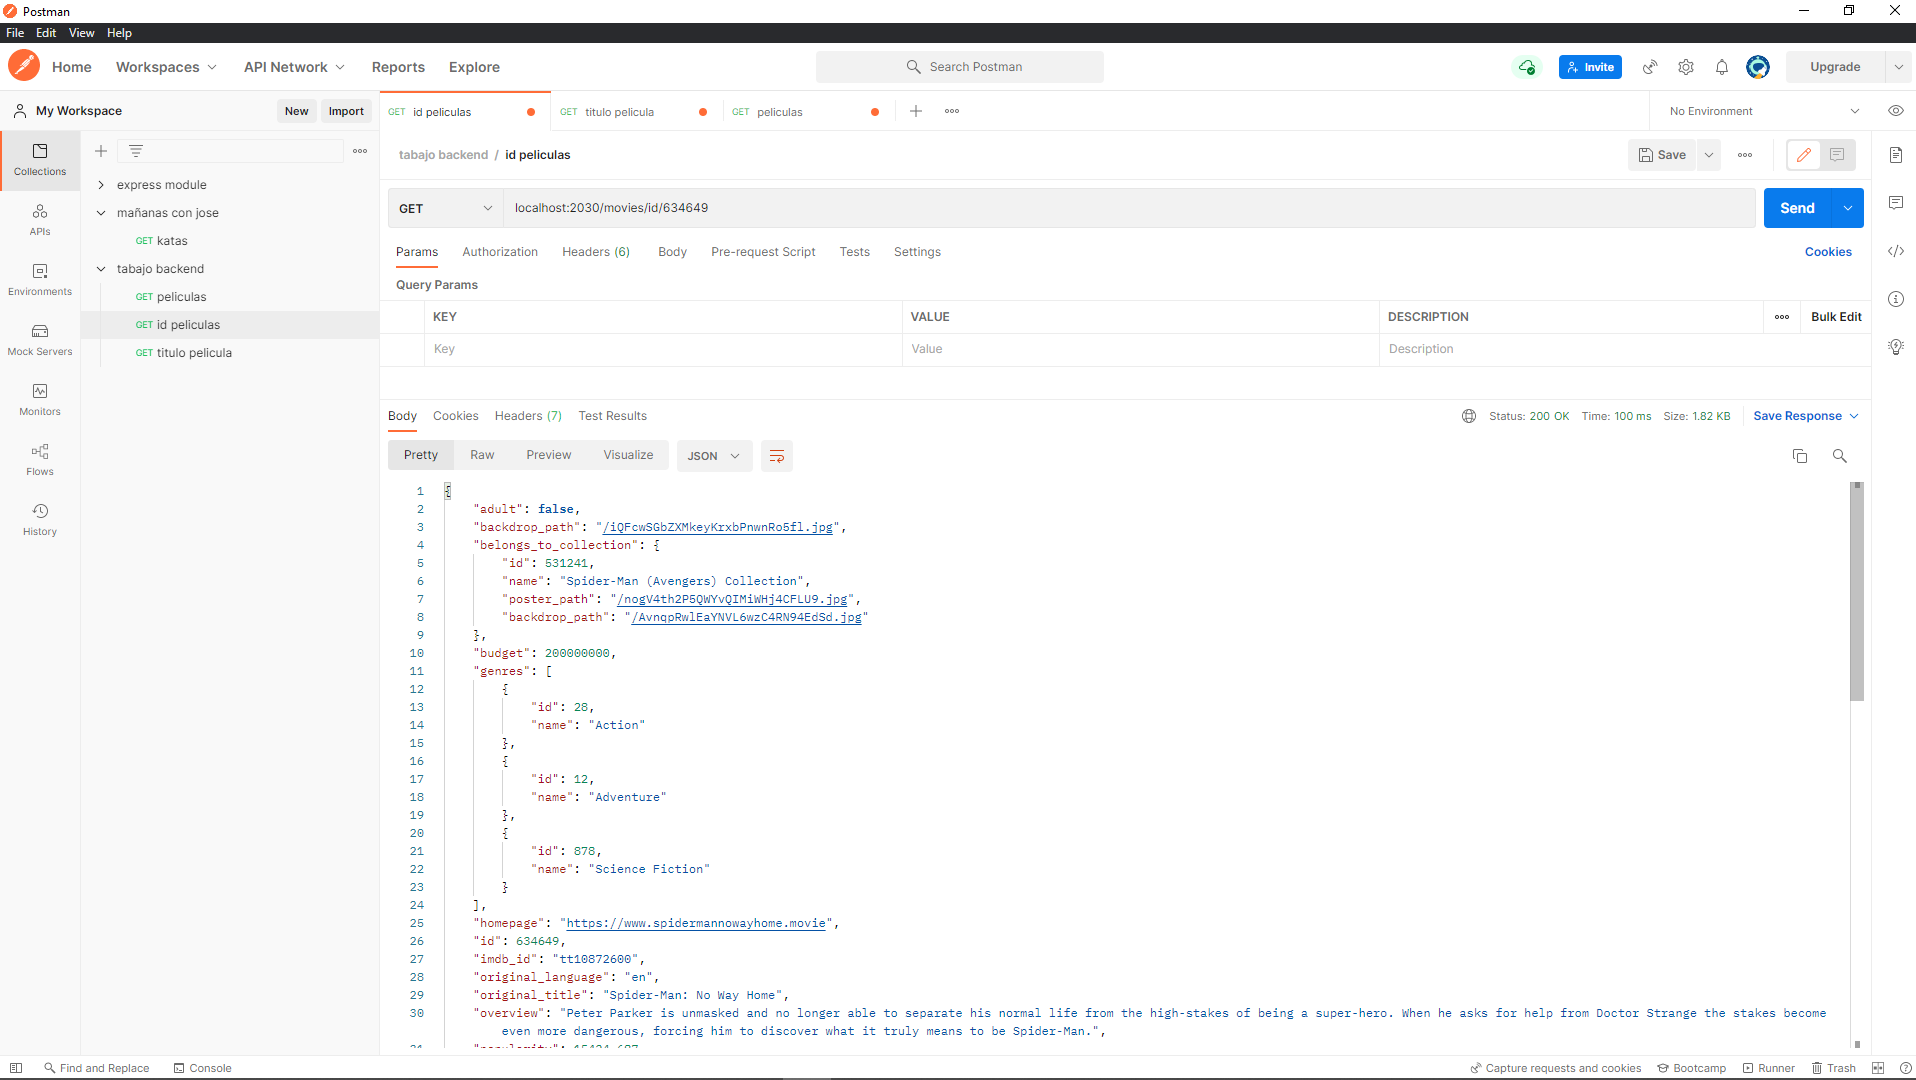 Postman
File Edit View Help
Home Workspaces API Network Reports Explore
Search Postman
Invite
Upgrade
My Workspace
New Import
GET id peliculas
GET titulo pelicula
GET peliculas
No Environment
Collections
APIs
Environments
Mock Servers
Monitors
Flows
History
express module
mañanas con jose
GET katas
tabajo backend
GET peliculas
GET id peliculas
GET titulo pelicula
tabajo backend / id peliculas
Save
GET localhost:2030/movies/id/634649
Send
Params Authorization Headers (6) Body Pre-request Script Tests Settings
Cookies
Query Params
KEY VALUE DESCRIPTION
Bulk Edit
Key Value Description
Body Cookies Headers (7) Test Results
Status: 200 OK Time: 100 ms Size: 1.82 KB Save Response
Pretty Raw Preview Visualize JSON
1 {
2 "adult": false,
3 "backdrop_path": "/iQFcwSGbZXMkeyKrxbPnwnRo5fl.jpg",
4 "belongs_to_collection": {
5 "id": 531241,
6 "name": "Spider-Man (Avengers) Collection",
7 "poster_path": "/nogV4th2P5QWYvQIMiWHj4CFLU9.jpg",
8 "backdrop_path": "/AvnqpRwlEaYNVL6wzC4RN94EdSd.jpg"
9 },
10 "budget": 200000000,
11 "genres": [
12 {
13 "id": 28,
14 "name": "Action"
15 },
16 {
17 "id": 12,
18 "name": "Adventure"
19 },
20 {
21 "id": 878,
22 "name": "Science Fiction"
23 }
24 ],
25 "homepage": "https://www.spidermannowayhome.movie",
26 "id": 634649,
27 "imdb_id": "tt10872600",
28 "original_language": "en",
29 "original_title": "Spider-Man: No Way Home",
30 "overview": "Peter Parker is unmasked and no longer able to separate his normal life from the high-stakes of being a super-hero. When he asks for help from Doctor Strange the stakes become
even more dangerous, forcing him to discover what it truly means to be Spider-Man.",
Find and Replace Console
Capture requests and cookies Bootcamp Runner Trash